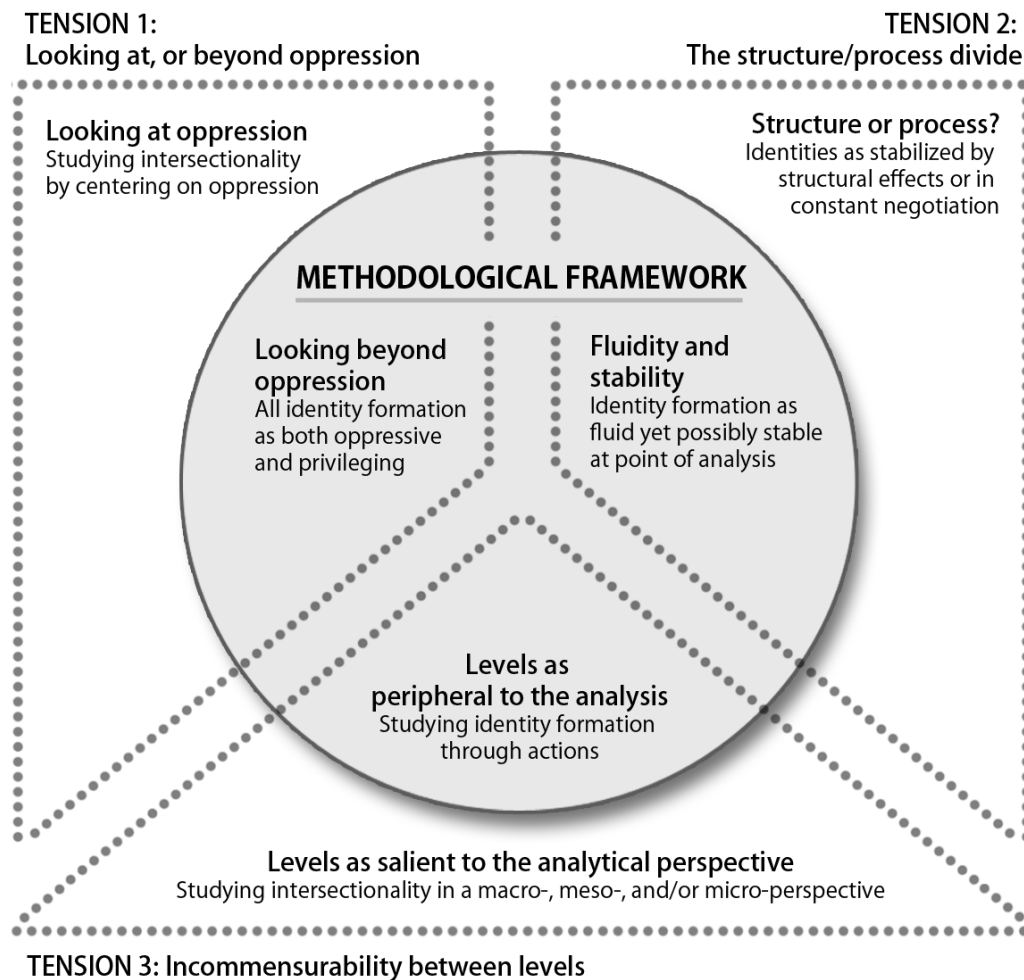 TENSION 1:
Looking at, or beyond oppression
TENSION 2:
The structure/process divide
Looking at oppression
Studying intersectionality
by centering on oppression
Structure or process?
Identities as stabilized by
structural effects or in
constant negotiation
METHODOLOGICAL FRAMEWORK
Looking beyond
oppression
All identity formation
as both oppressive
and privileging
Fluidity and
stability
Identity formation as
fluid yet possibly stable
at point of analysis
Levels as
peripheral to the analysis
Studying identity formation
through actions
Levels as salient to the analytical perspective
Studying intersectionality in a macro-, meso-, and/or micro-perspective
TENSION 3: Incommensurability between levels